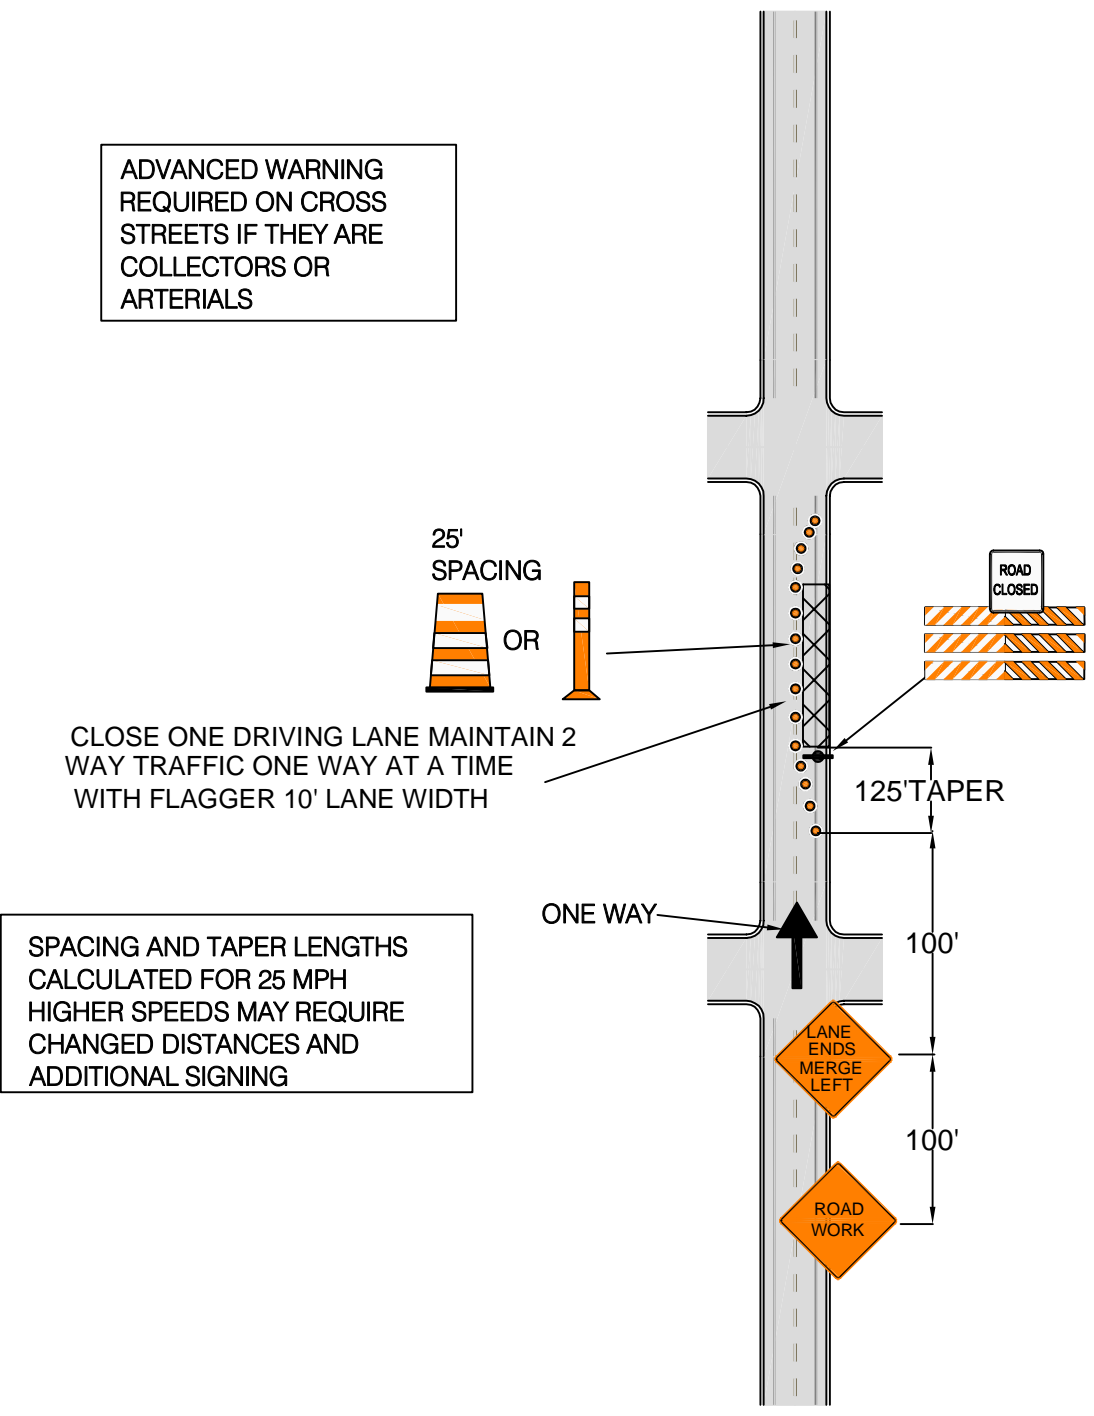 ADVANCED WARNING
REQUIRED ON CROSS
STREETS IF THEY ARE
COLLECTORS OR
ARTERIALS
25'
SPACING
OR
ROAD
CLOSED
CLOSE ONE DRIVING LANE MAINTAIN 2
WAY TRAFFIC ONE WAY AT A TIME
WITH FLAGGER 10' LANE WIDTH
125'TAPER
ONE WAY
100'
SPACING AND TAPER LENGTHS
CALCULATED FOR 25 MPH
HIGHER SPEEDS MAY REQUIRE
CHANGED DISTANCES AND
ADDITIONAL SIGNING
LANE
ENDS
MERGE
LEFT
100'
ROAD
WORK